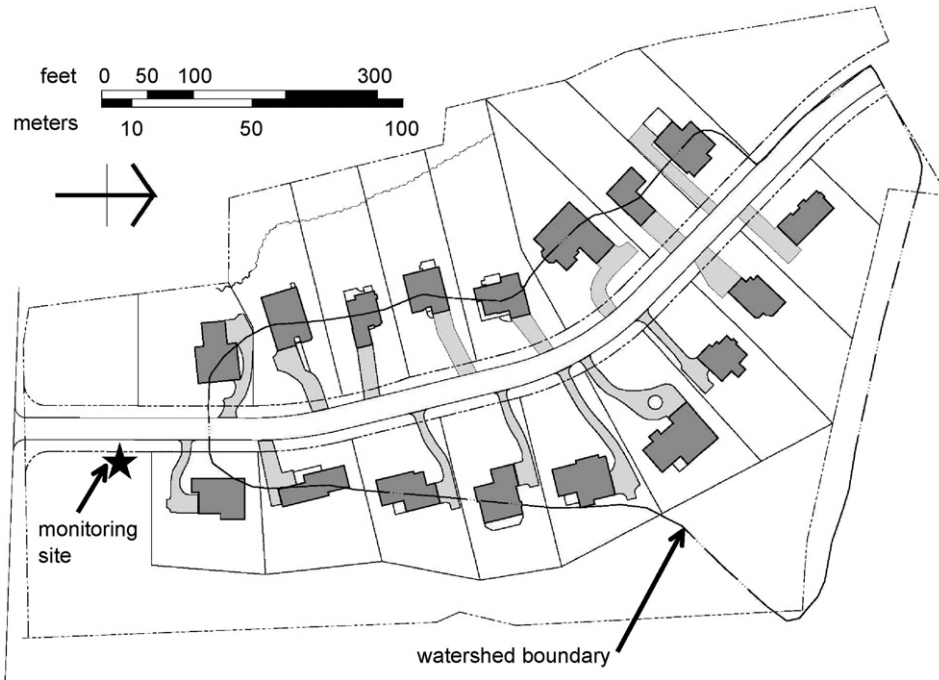 feet 0 50 100 300
meters 10 50 100
monitoring
site
watershed boundary